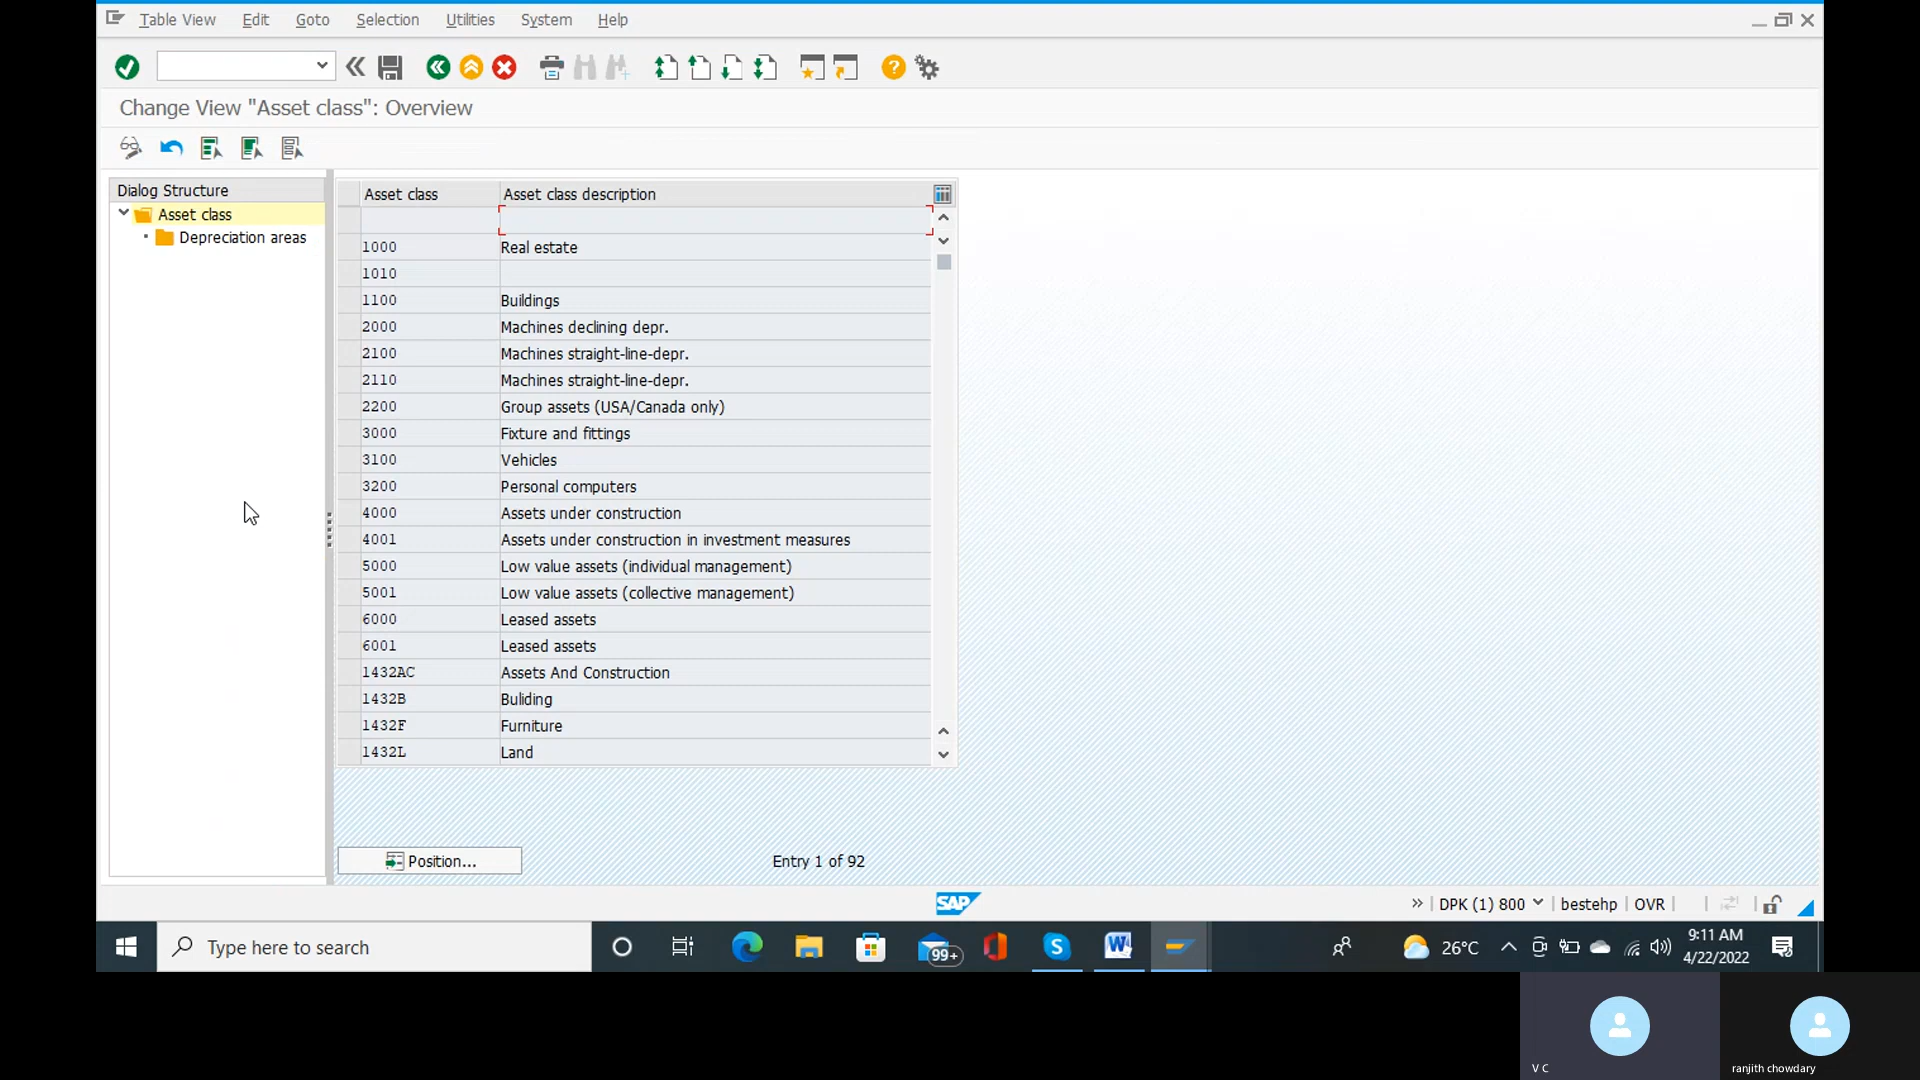 Table View Edit Goto Selection Utilities System Help
Change View "Asset class": Overview
Dialog Structure
Asset class
Depreciation areas
Asset class Asset class description
1000 Real estate
1010
1100 Buildings
2000 Machines declining depr.
2100 Machines straight-line-depr.
2110 Machines straight-line-depr.
2200 Group assets (USA/Canada only)
3000 Fixture and fittings
3100 Vehicles
3200 Personal computers
4000 Assets under construction
4001 Assets under construction in investment measures
5000 Low value assets (individual management)
5001 Low value assets (collective management)
6000 Leased assets
6001 Leased assets
1432AC Assets And Construction
1432B Buliding
1432F Furniture
1432L Land
Position... Entry 1 of 92
SAP DPK (1) 800 bestehp OVR
Type here to search 99+ 26°C 9:11 AM
4/22/2022
V C ranjith chowdary